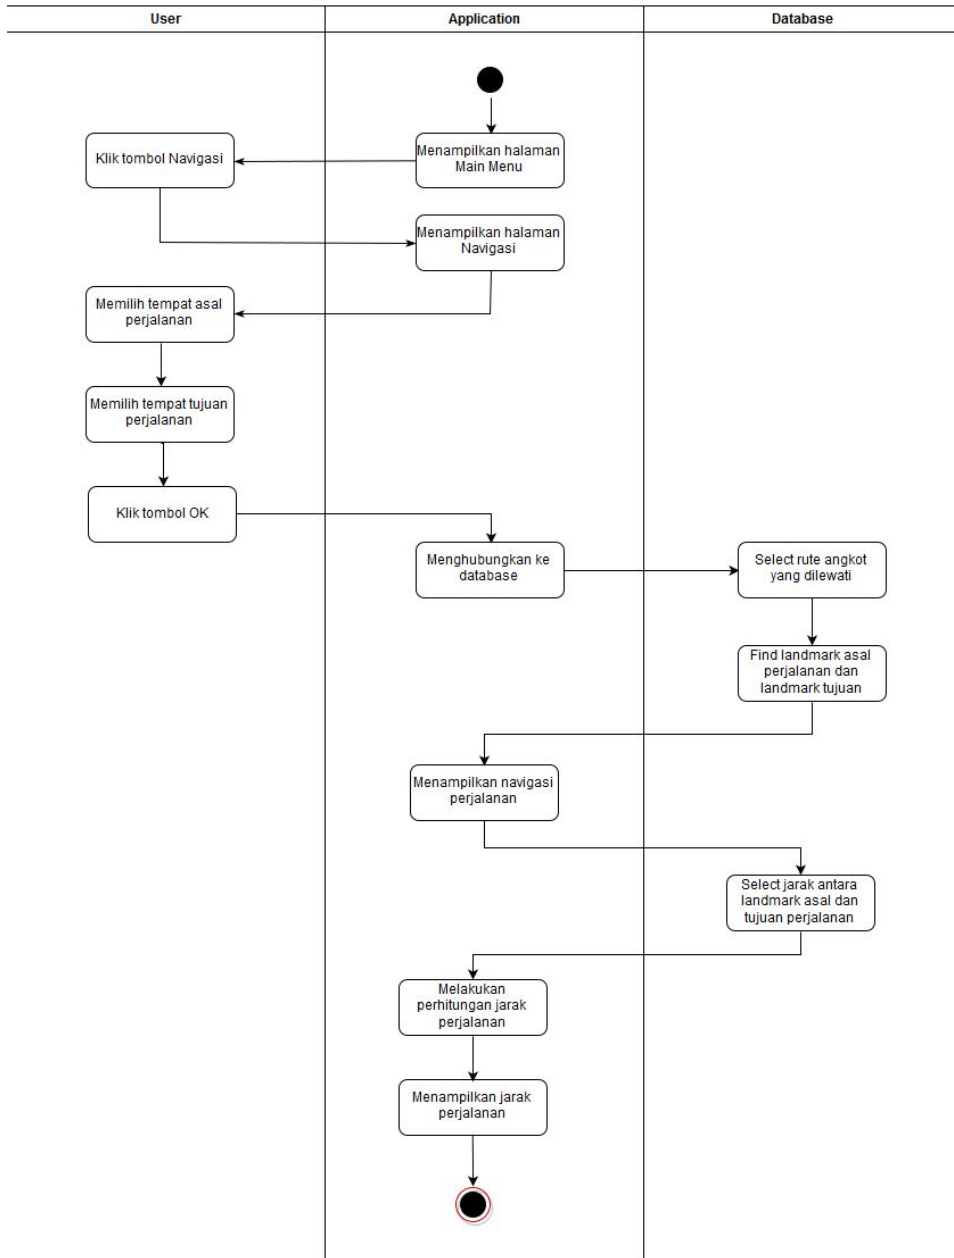 User
Application
Database
Menampilkan halaman
Main Menu
Klik tombol Navigasi
Menampilkan halaman
Navigasi
Memilih tempat asal
perjalanan
Memilih tempat tujuan
perjalanan
Klik tombol OK
Menghubungkan ke
database
Select rute angkot
yang dilewati
Find landmark asal
perjalanan dan
landmark tujuan
Menampilkan navigasi
perjalanan
Select jarak antara
landmark asal dan
tujuan perjalanan
Melakukan
perhitungan jarak
perjalanan
Menampilkan jarak
perjalanan